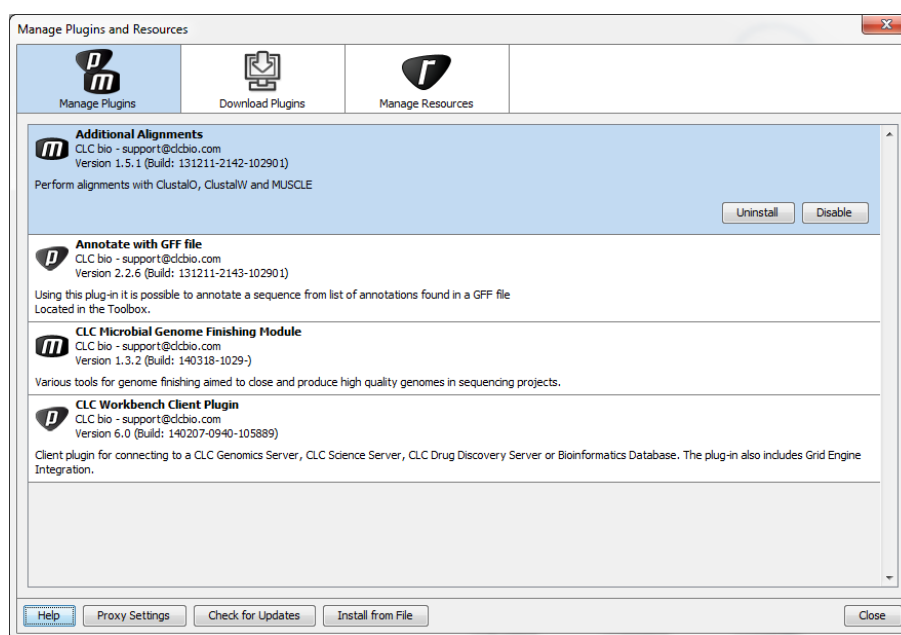 Manage Plugins and Resources
Manage Plugins
Download Plugins
Manage Resources
Additional Alignments
CLC bio - support@clcbio.com
Version 1.5.1 (Build: 131211-2142-102901)
Perform alignments with ClustalO, ClustalW and MUSCLE
Uninstall
Disable
Annotate with GFF file
CLC bio - support@clcbio.com
Version 2.2.6 (Build: 131211-2143-102901)
Using this plug-in it is possible to annotate a sequence from list of annotations found in a GFF file
Located in the Toolbox.
CLC Microbial Genome Finishing Module
CLC bio - support@clcbio.com
Version 1.3.2 (Build: 140318-1029-)
Various tools for genome finishing aimed to close and produce high quality genomes in sequencing projects.
CLC Workbench Client Plugin
CLC bio - support@clcbio.com
Version 6.0 (Build: 140207-0940-105889)
Client plugin for connecting to a CLC Genomics Server, CLC Science Server, CLC Drug Discovery Server or Bioinformatics Database. The plug-in also includes Grid Engine
Integration.
Help
Proxy Settings
Check for Updates
Install from File
Close